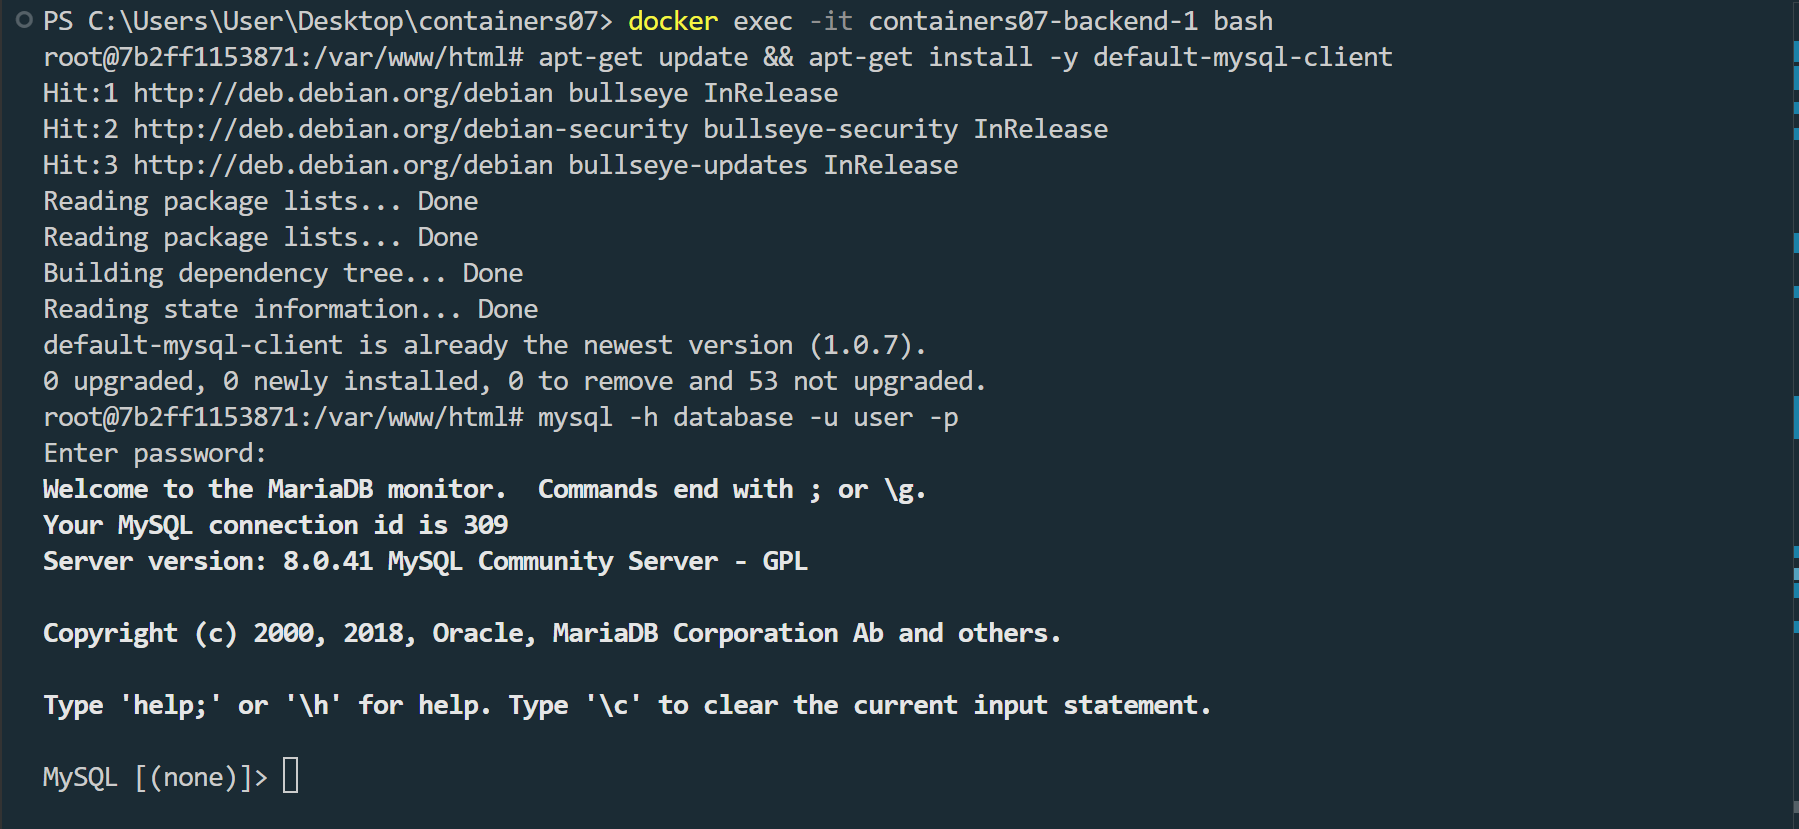 PS C:\Users\User\Desktop\containers07> docker exec -it containers07-backend-1 bash
root@7b2ff1153871:/var/www/html# apt-get update && apt-get install -y default-mysql-client
Hit:1 http://deb.debian.org/debian bullseye InRelease
Hit:2 http://deb.debian.org/debian-security bullseye-security InRelease
Hit:3 http://deb.debian.org/debian bullseye-updates InRelease
Reading package lists... Done
Reading package lists... Done
Building dependency tree... Done
Reading state information... Done
default-mysql-client is already the newest version (1.0.7).
0 upgraded, 0 newly installed, 0 to remove and 53 not upgraded.
root@7b2ff1153871:/var/www/html# mysql -h database -u user -p
Enter password:
Welcome to the MariaDB monitor.  Commands end with ; or \g.
Your MySQL connection id is 309
Server version: 8.0.41 MySQL Community Server - GPL
Copyright (c) 2000, 2018, Oracle, MariaDB Corporation Ab and others.
Type 'help;' or '\h' for help. Type '\c' to clear the current input statement.
MySQL [(none)]>